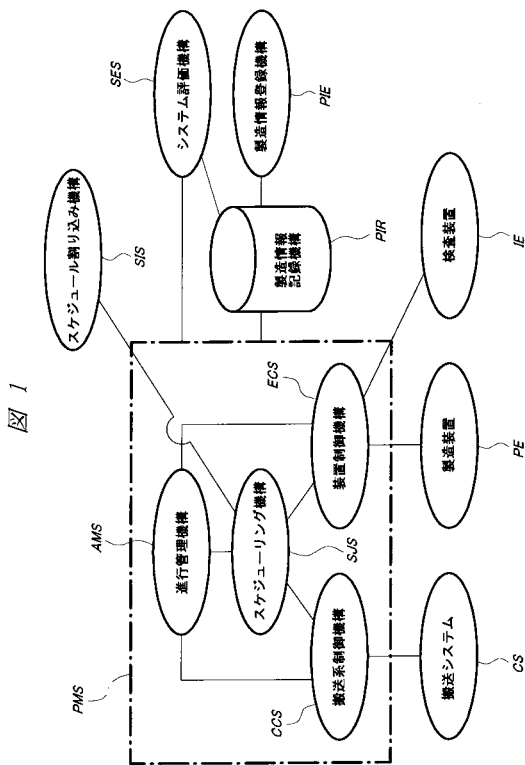 図 1
スケジュール割り込み機構
SIS
SES
システム評価機構
PMS
AMS
進行管理機構
製造情報登録機構
PIE
製造情報
記録機構
PIR
スケジューリング機構
SJS
ECS
CCS
搬送系制御機構
装置制御機構
搬送システム
CS
製造装置
PE
検査装置
IE